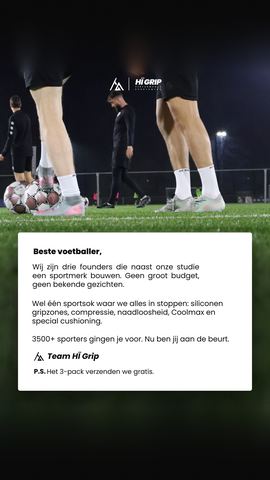 HÏ GRIP
Beste voetballer,
Wij zijn drie founders die naast onze studie
een sportmerk bouwen. Geen groot budget,
geen bekende gezichten.
Wel één sportsok waar we alles in stoppen: siliconen
gripzones, compressie, naadloosheid, Coolmax en
special cushioning.
3500+ sporters gingen je voor. Nu ben jij aan de beurt.
Team HÏ Grip
P.S. Het 3-pack verzenden we gratis.